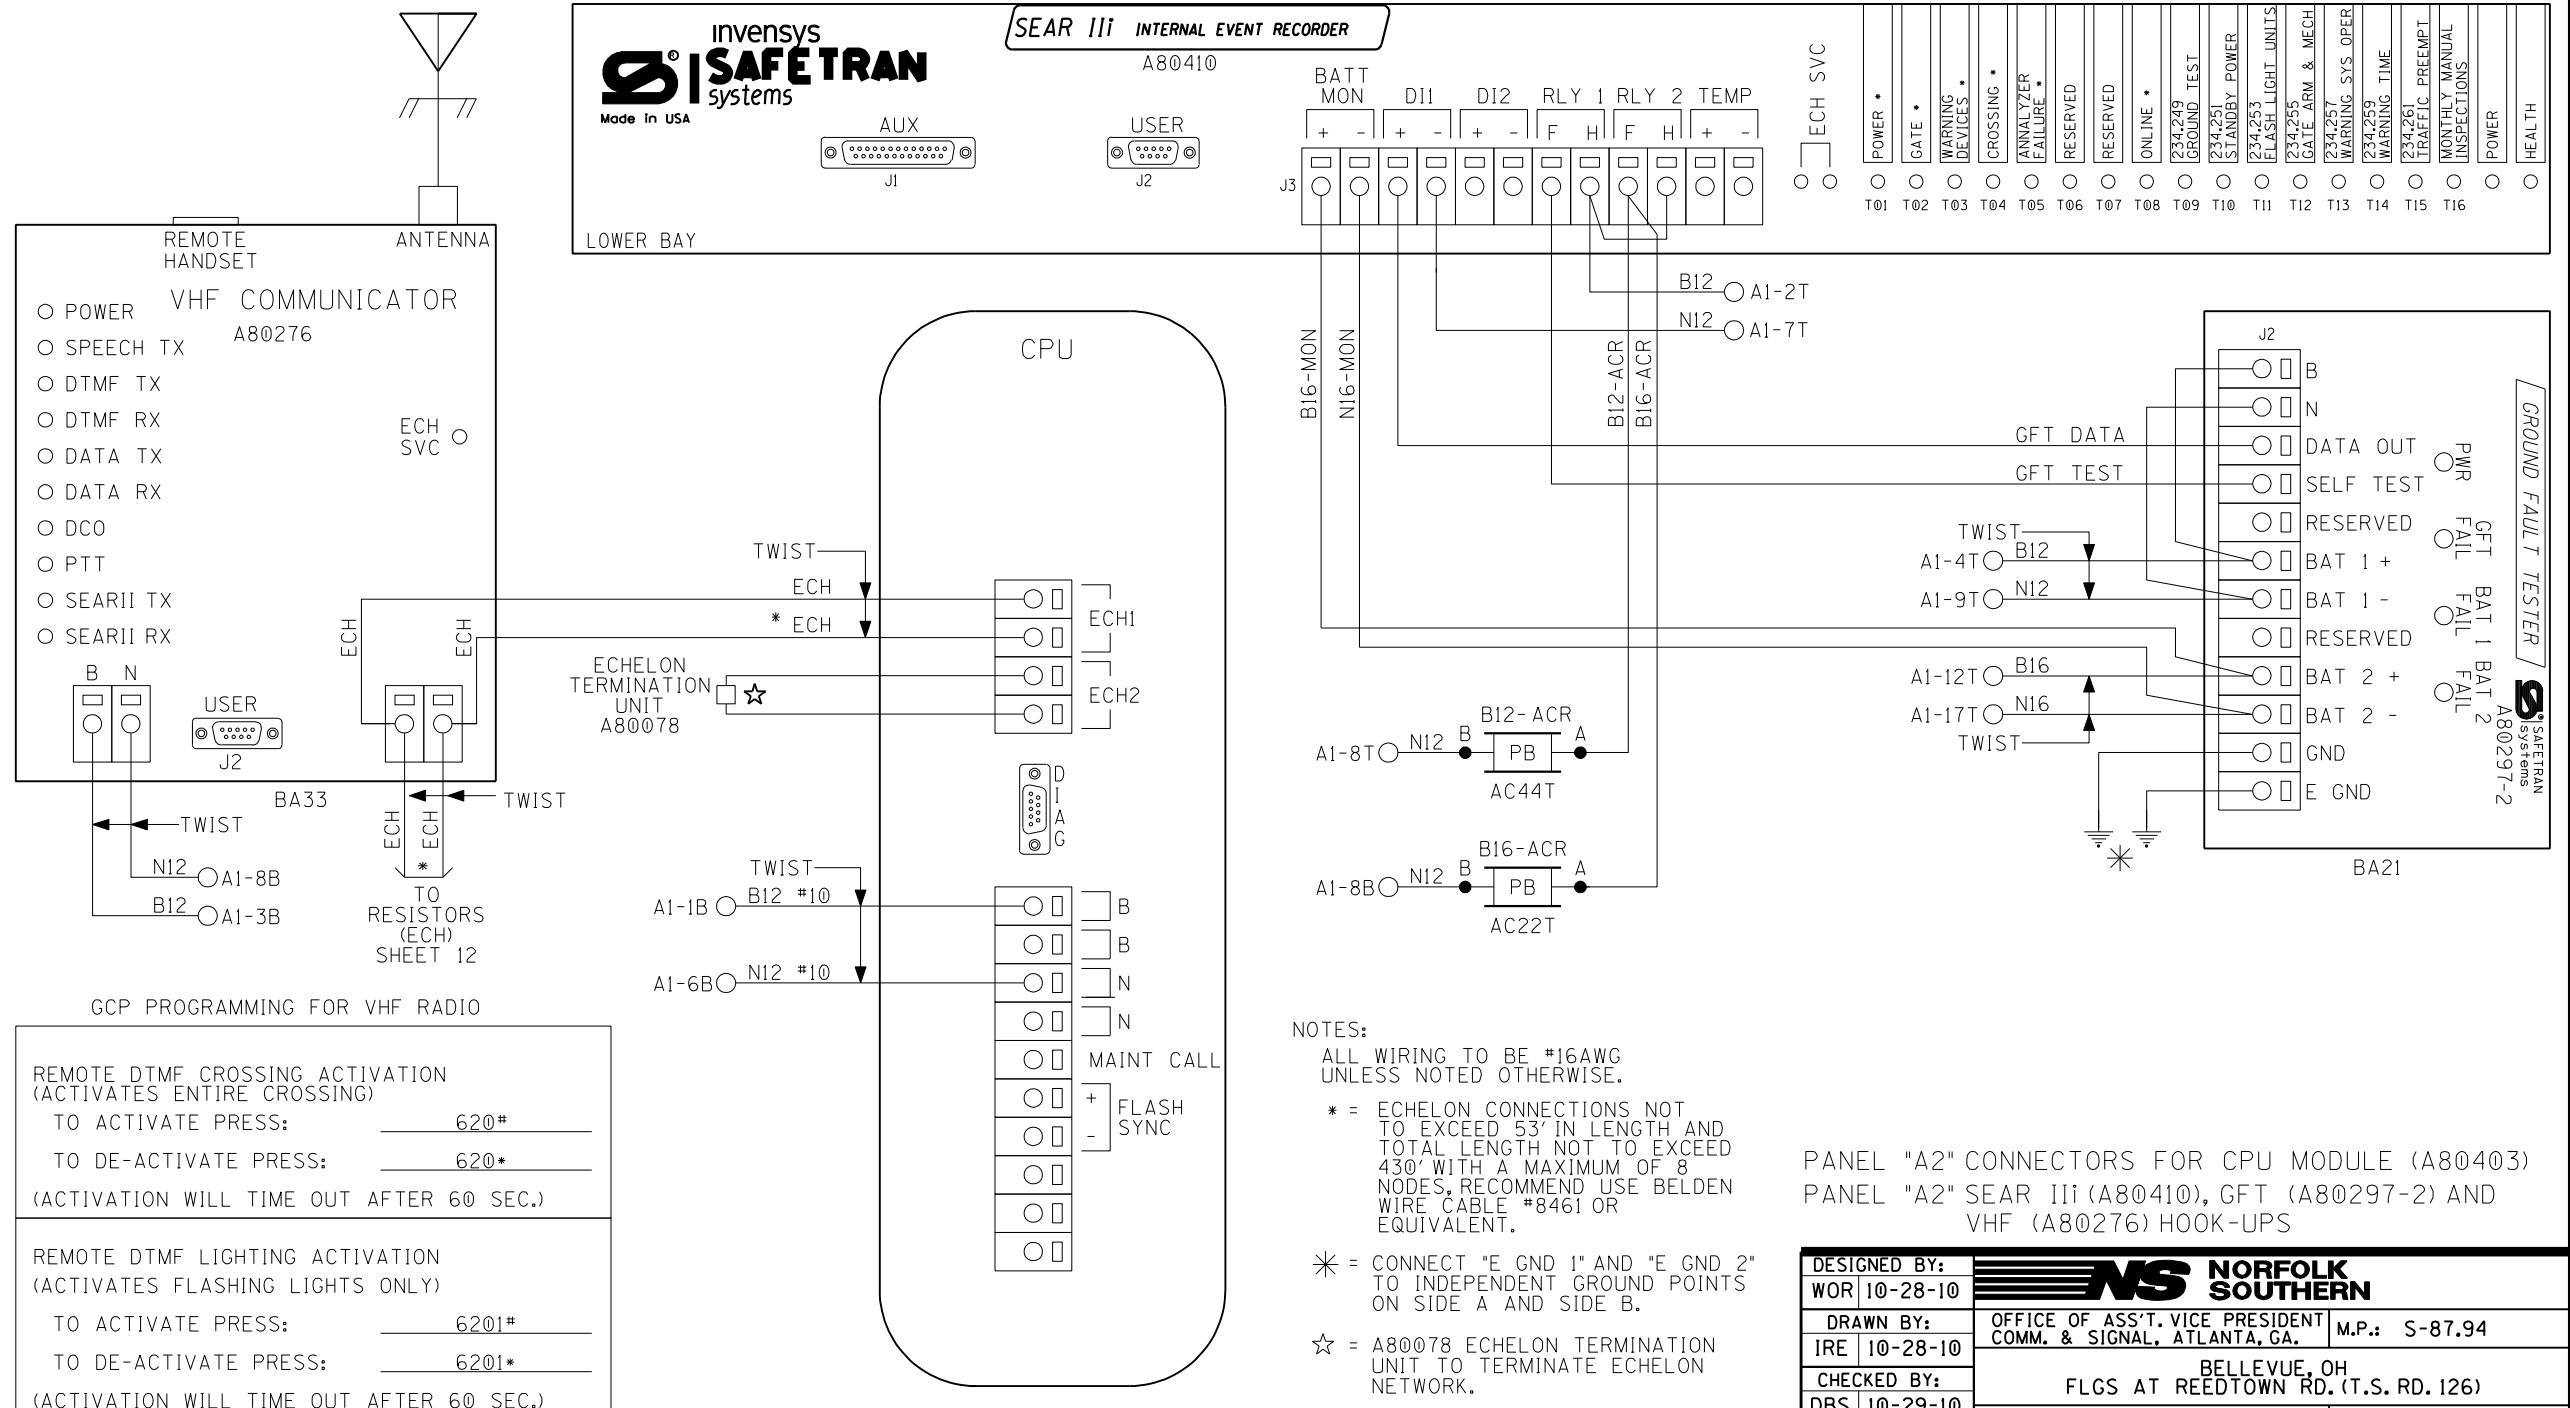 invensys
SAFETRAN
systems
Made in USA
SEAR IIi INTERNAL EVENT RECORDER
A80410
AUX
J1
USER
J2
LOWER BAY
BATT MON
DI1
DI2
RLY 1
RLY 2
TEMP
+ - + - + - F H F H + -
J3
ECH SVC
POWER *
GATE *
WARNING DEVICES *
CROSSING *
ANNALYZER FAILURE *
RESERVED
RESERVED
ONLINE *
234.249 GROUND TEST
234.251 STANDBY POWER
234.253 FLASH LIGHT UNITS
234.255 GATE ARM & MECH
234.257 WARNING SYS OPER
234.259 WARNING TIME
234.261 TRAFFIC PREEMPT
MONTHLY MANUAL INSPECTIONS
POWER
HEALTH
T01 T02 T03 T04 T05 T06 T07 T08 T09 T10 T11 T12 T13 T14 T15 T16
REMOTE HANDSET
ANTENNA
VHF COMMUNICATOR
A80276
POWER
SPEECH TX
DTMF TX
DTMF RX
DATA TX
DATA RX
DCO
PTT
SEARII TX
SEARII RX
ECH SVC
B N
USER
J2
ECH
ECH
BA33
TWIST
TWIST
N12 A1-8B
B12 A1-3B
ECH
ECH
*
TO
RESISTORS
(ECH)
SHEET 12
CPU
TWIST
ECH
* ECH
ECH1
ECH2
ECHELON
TERMINATION
UNIT
A80078
DIAG
TWIST
A1-1B B12 #10
A1-6B N12 #10
B
B
N
N
MAINT CALL
+
-
FLASH SYNC
B12 A1-2T
N12 A1-7T
B16-MON
N16-MON
B12-ACR
B16-ACR
GFT DATA
GFT TEST
TWIST
A1-4T B12
A1-9T N12
A1-12T B16
A1-17T N16
TWIST
B12-ACR
A1-8T N12 B PB A
AC44T
B16-ACR
A1-8B N12 B PB A
AC22T
J2
B
N
DATA OUT
SELF TEST
RESERVED
BAT 1 +
BAT 1 -
RESERVED
BAT 2 +
BAT 2 -
GND
E GND
PWR
GFT FAIL
BAT 1 FAIL
BAT 2 FAIL
GROUND FAULT TESTER
SAFETRAN
systems
A80297-2
BA21
GCP PROGRAMMING FOR VHF RADIO
REMOTE DTMF CROSSING ACTIVATION
(ACTIVATES ENTIRE CROSSING)
TO ACTIVATE PRESS: 620#
TO DE-ACTIVATE PRESS: 620*
(ACTIVATION WILL TIME OUT AFTER 60 SEC.)
REMOTE DTMF LIGHTING ACTIVATION
(ACTIVATES FLASHING LIGHTS ONLY)
TO ACTIVATE PRESS: 6201#
TO DE-ACTIVATE PRESS: 6201*
(ACTIVATION WILL TIME OUT AFTER 60 SEC.)
NOTES:
ALL WIRING TO BE #16AWG
UNLESS NOTED OTHERWISE.
* = ECHELON CONNECTIONS NOT
TO EXCEED 53' IN LENGTH AND
TOTAL LENGTH NOT TO EXCEED
430' WITH A MAXIMUM OF 8
NODES, RECOMMEND USE BELDEN
WIRE CABLE #8461 OR
EQUIVALENT.
= CONNECT "E GND 1" AND "E GND 2"
TO INDEPENDENT GROUND POINTS
ON SIDE A AND SIDE B.
☆ = A80078 ECHELON TERMINATION
UNIT TO TERMINATE ECHELON
NETWORK.
PANEL "A2" CONNECTORS FOR CPU MODULE (A80403)
PANEL "A2" SEAR IIi (A80410), GFT (A80297-2) AND
VHF (A80276) HOOK-UPS
DESIGNED BY:
WOR 10-28-10
DRAWN BY:
IRE 10-28-10
CHECKED BY:
DBS 10-29-10
NS NORFOLK SOUTHERN
OFFICE OF ASS'T. VICE PRESIDENT
COMM. & SIGNAL, ATLANTA, GA.
M.P.: S-87.94
BELLEVUE, OH
FLGS AT REEDTOWN RD. (T.S. RD. 126)